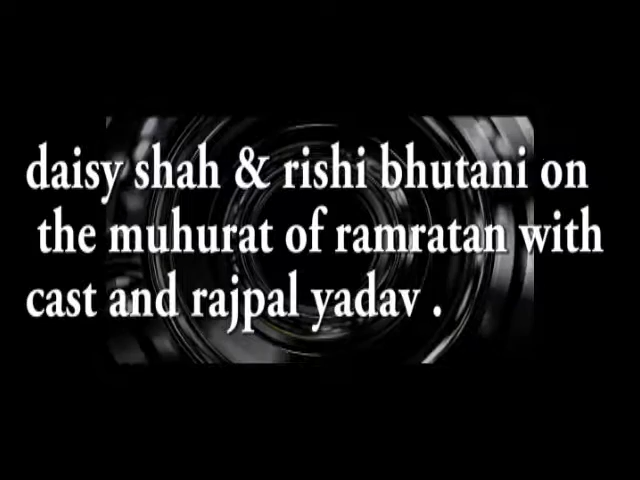 daisy shah & rishi bhutani on
the muhurat of ramratan with
cast and rajpal yadav .